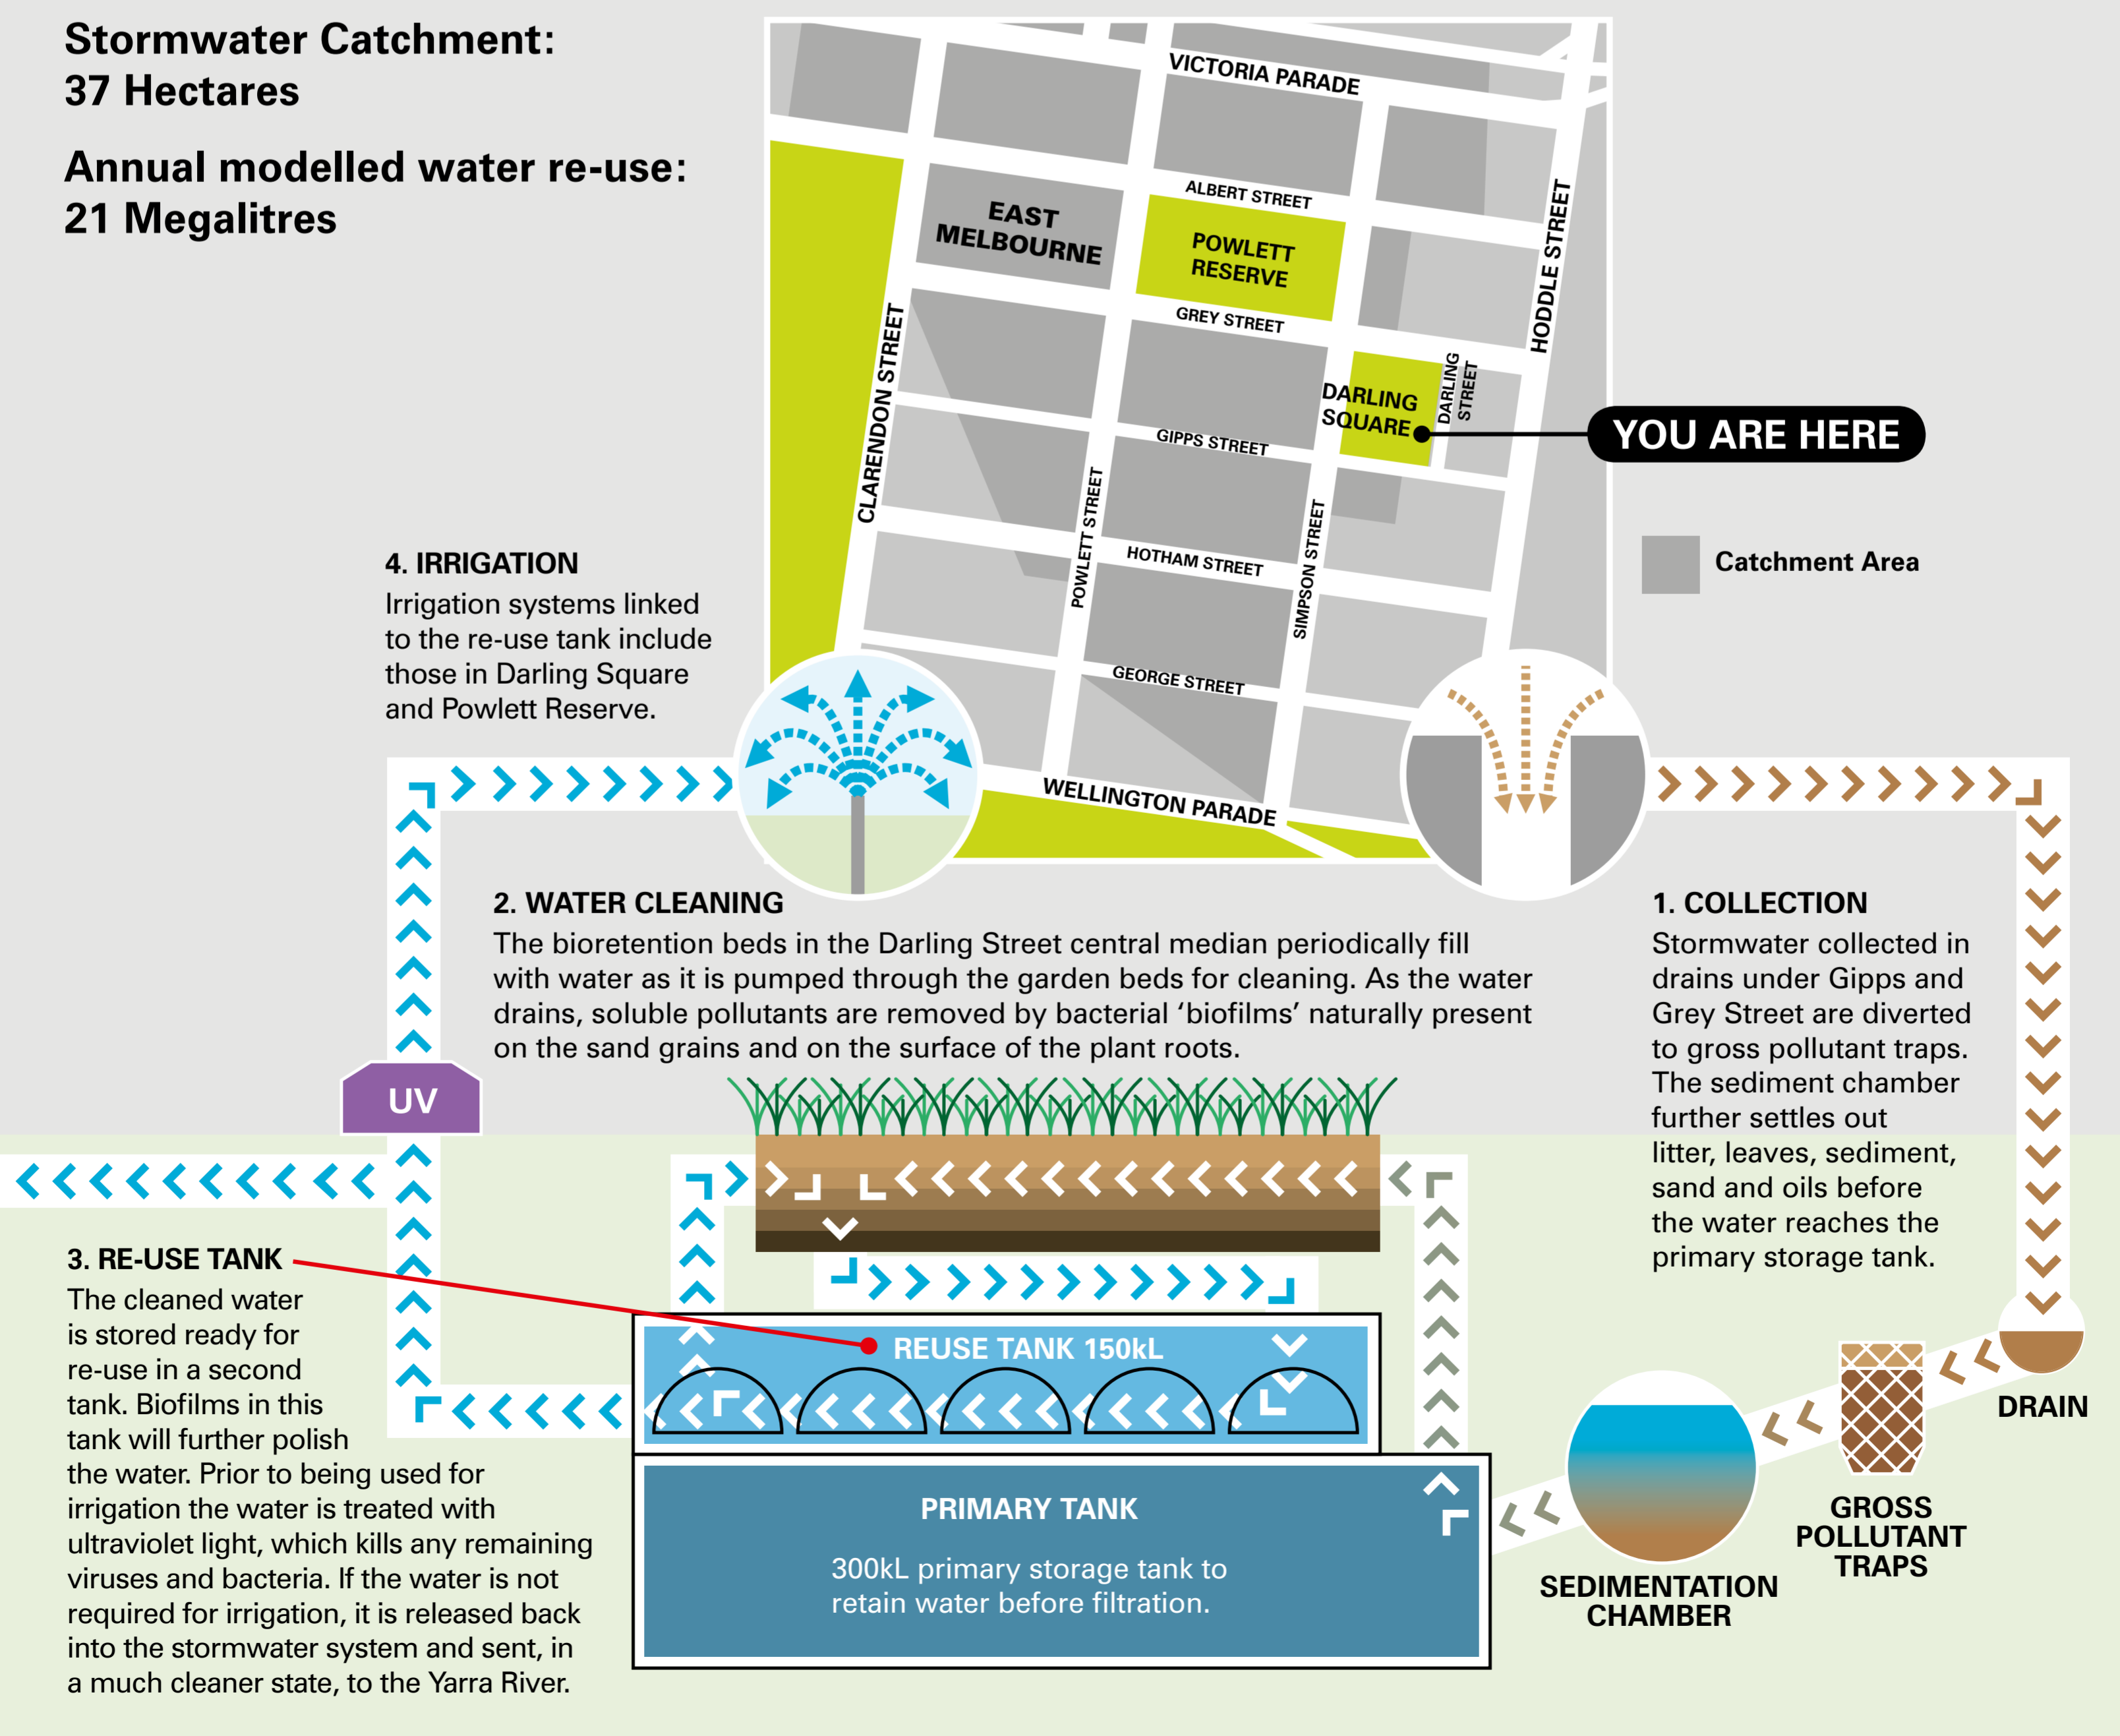 Stormwater Catchment:
37 Hectares
Annual modelled water re-use:
21 Megalitres
VICTORIA PARADE
ALBERT STREET
EAST
MELBOURNE
POWLETT
RESERVE
HODDLE STREET
GREY STREET
CLARENDON STREET
DARLING
STREET
DARLING
SQUARE
YOU ARE HERE
GIPPS STREET
POWLETT STREET
SIMPSON STREET
HOTHAM STREET
Catchment Area
GEORGE STREET
WELLINGTON PARADE
4. IRRIGATION
Irrigation systems linked
to the re-use tank include
those in Darling Square
and Powlett Reserve.
2. WATER CLEANING
The bioretention beds in the Darling Street central median periodically fill
with water as it is pumped through the garden beds for cleaning. As the water
drains, soluble pollutants are removed by bacterial ‘biofilms’ naturally present
on the sand grains and on the surface of the plant roots.
1. COLLECTION
Stormwater collected in
drains under Gipps and
Grey Street are diverted
to gross pollutant traps.
The sediment chamber
further settles out
litter, leaves, sediment,
sand and oils before
the water reaches the
primary storage tank.
UV
3. RE-USE TANK
The cleaned water
is stored ready for
re-use in a second
tank. Biofilms in this
tank will further polish
the water. Prior to being used for
irrigation the water is treated with
ultraviolet light, which kills any remaining
viruses and bacteria. If the water is not
required for irrigation, it is released back
into the stormwater system and sent, in
a much cleaner state, to the Yarra River.
REUSE TANK 150kL
PRIMARY TANK
300kL primary storage tank to
retain water before filtration.
DRAIN
GROSS
POLLUTANT
TRAPS
SEDIMENTATION
CHAMBER